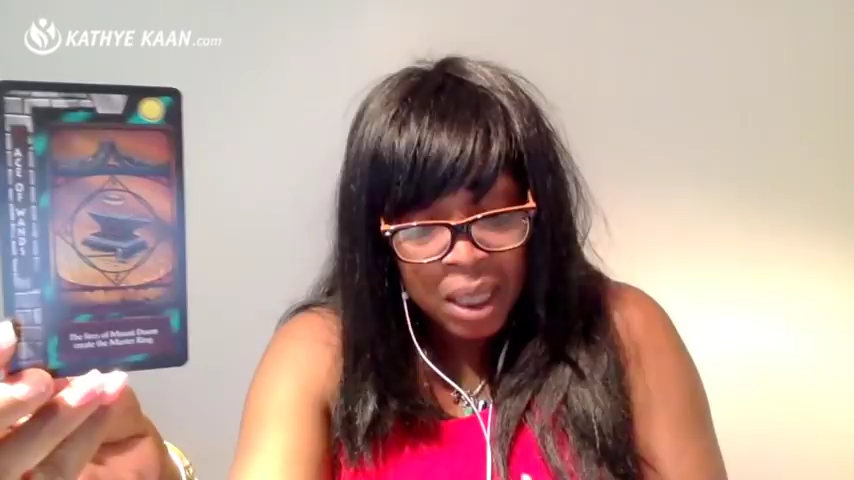 KATHYE KAAN.com
ACE OF WANDS
The fires of Mount Doom
create the Master Ring.